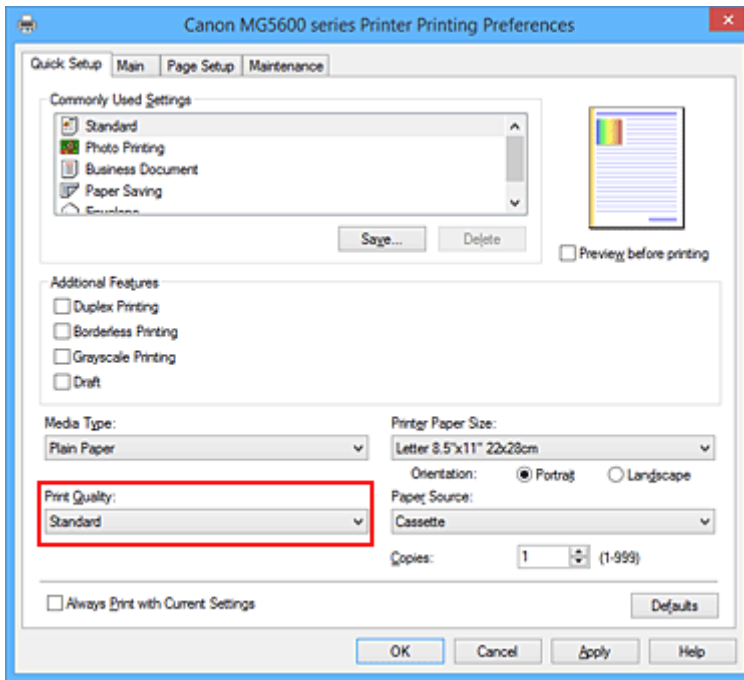 Canon MG5600 series Printer Printing Preferences
Quick Setup Main Page Setup Maintenance
Commonly Used Settings
Standard
Photo Printing
Business Document
Paper Saving
Envelope
Save... Delete
Preview before printing
Additional Features
Duplex Printing
Borderless Printing
Grayscale Printing
Draft
Media Type: Printer Paper Size:
Plain Paper Letter 8.5"x11" 22x28cm
Orientation: Portrait Landscape
Print Quality: Paper Source:
Standard Cassette
Copies: 1 (1-999)
Always Print with Current Settings Defaults
OK Cancel Apply Help